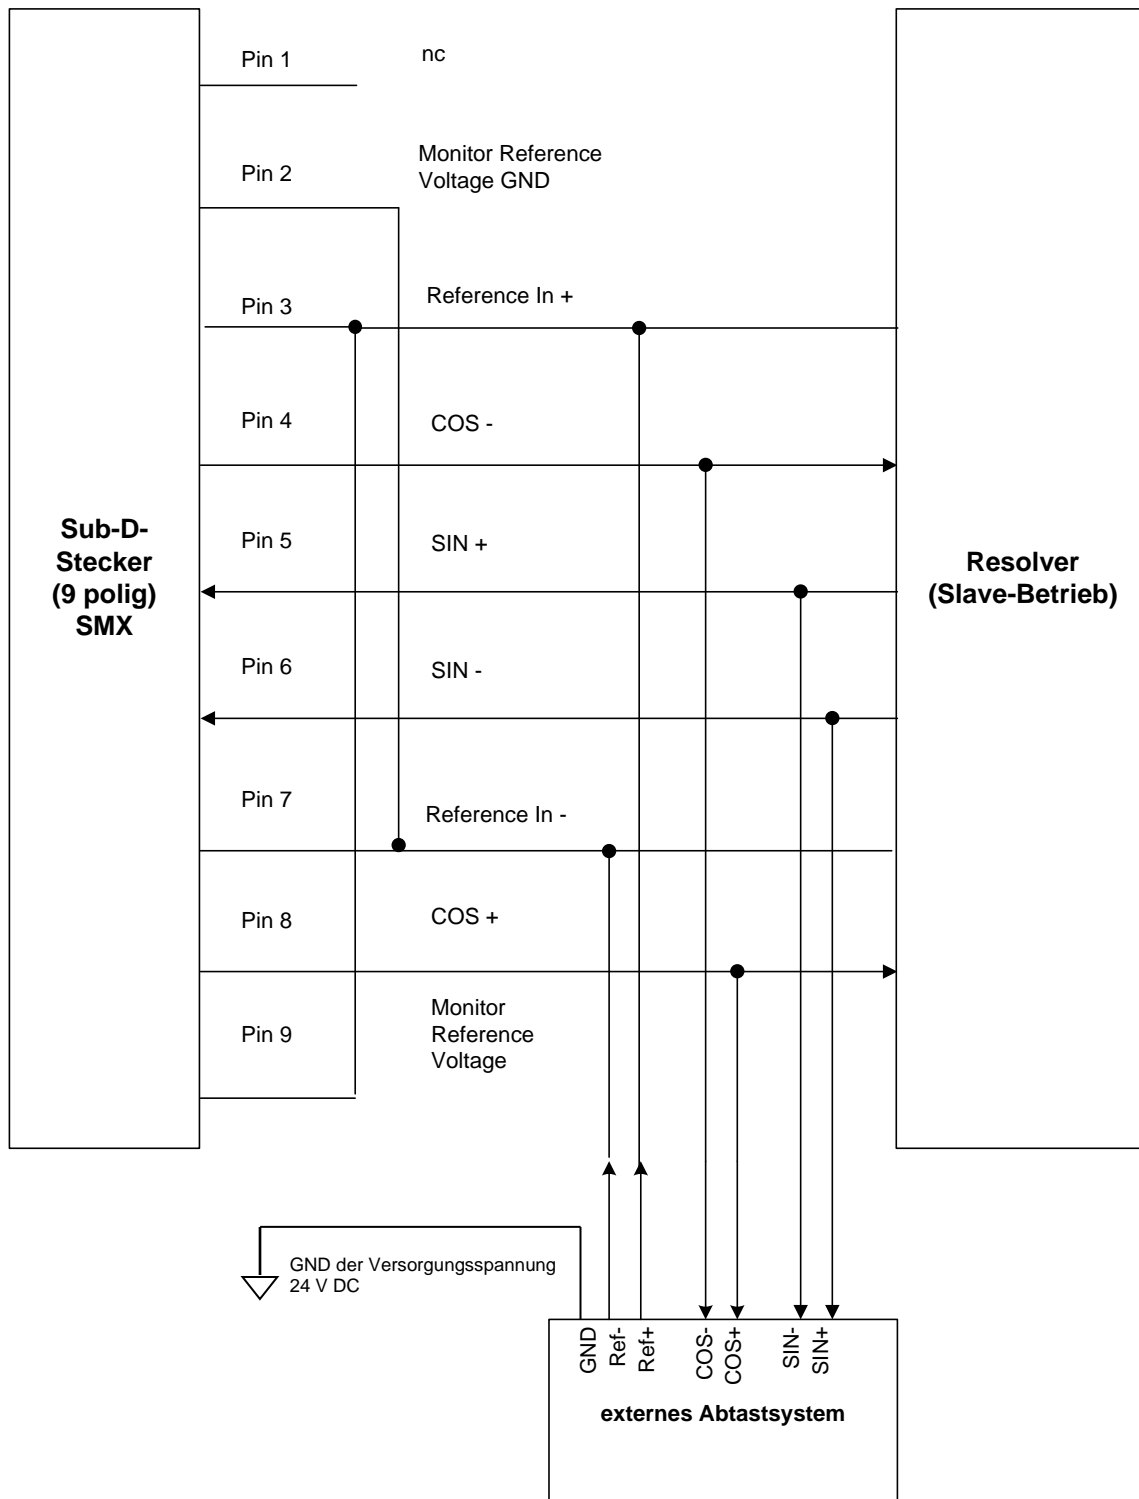 Pin 1
nc
Pin 2
Monitor Reference
Voltage GND
Pin 3
Reference In +
Pin 4
COS -
Sub-D-
Stecker
(9 polig)
SMX
Pin 5
SIN +
Resolver
(Slave-Betrieb)
Pin 6
SIN -
Pin 7
Reference In -
Pin 8
COS +
Pin 9
Monitor
Reference
Voltage
GND der Versorgungsspannung
24 V DC
GND
Ref-
Ref+
COS-
COS+
SIN-
SIN+
externes Abtastsystem